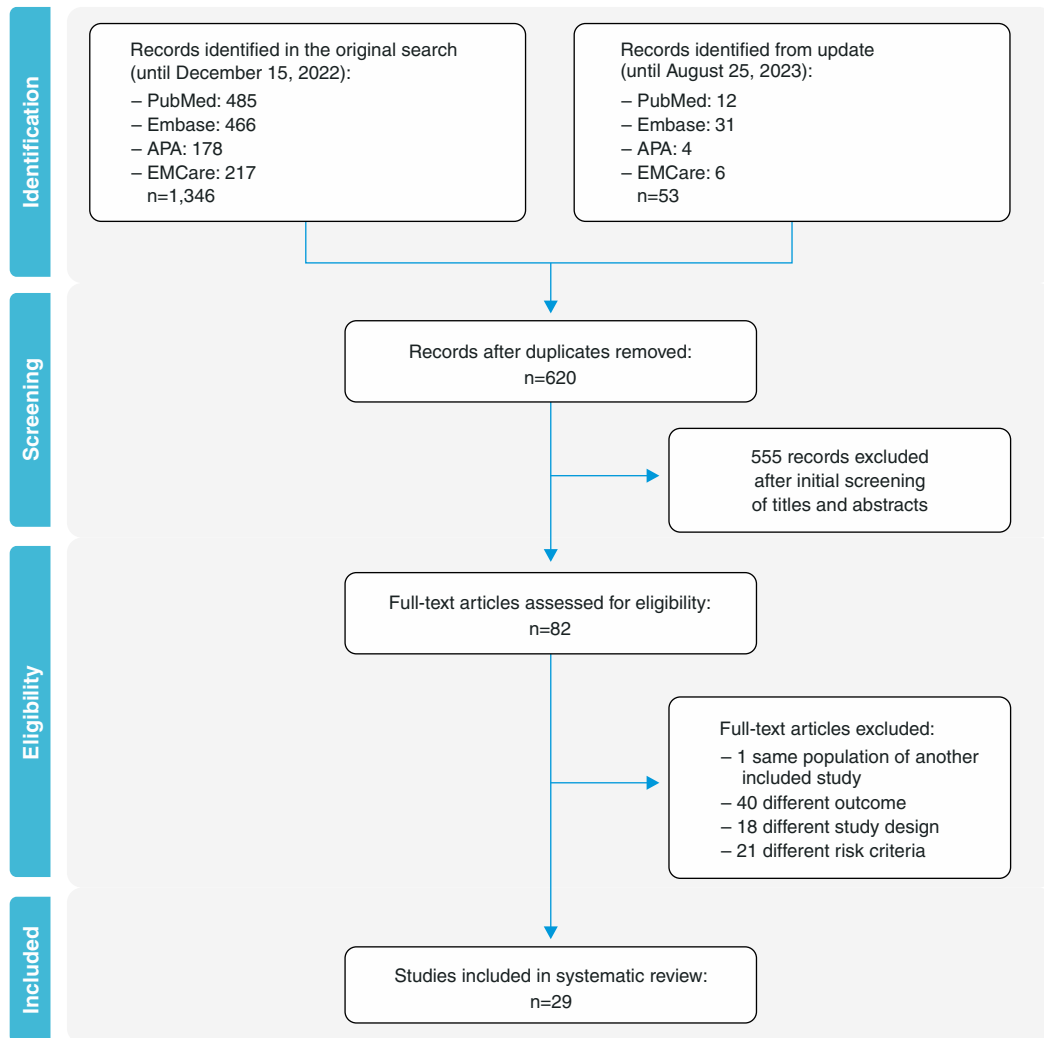 Identification
Records identified in the original search
(until December 15, 2022):
– PubMed: 485
– Embase: 466
– APA: 178
– EMCare: 217
n=1,346
Records identified from update
(until August 25, 2023):
– PubMed: 12
– Embase: 31
– APA: 4
– EMCare: 6
n=53
Screening
Records after duplicates removed:
n=620
555 records excluded
after initial screening
of titles and abstracts
Eligibility
Full-text articles assessed for eligibility:
n=82
Full-text articles excluded:
– 1 same population of another
included study
– 40 different outcome
– 18 different study design
– 21 different risk criteria
Included
Studies included in systematic review:
n=29